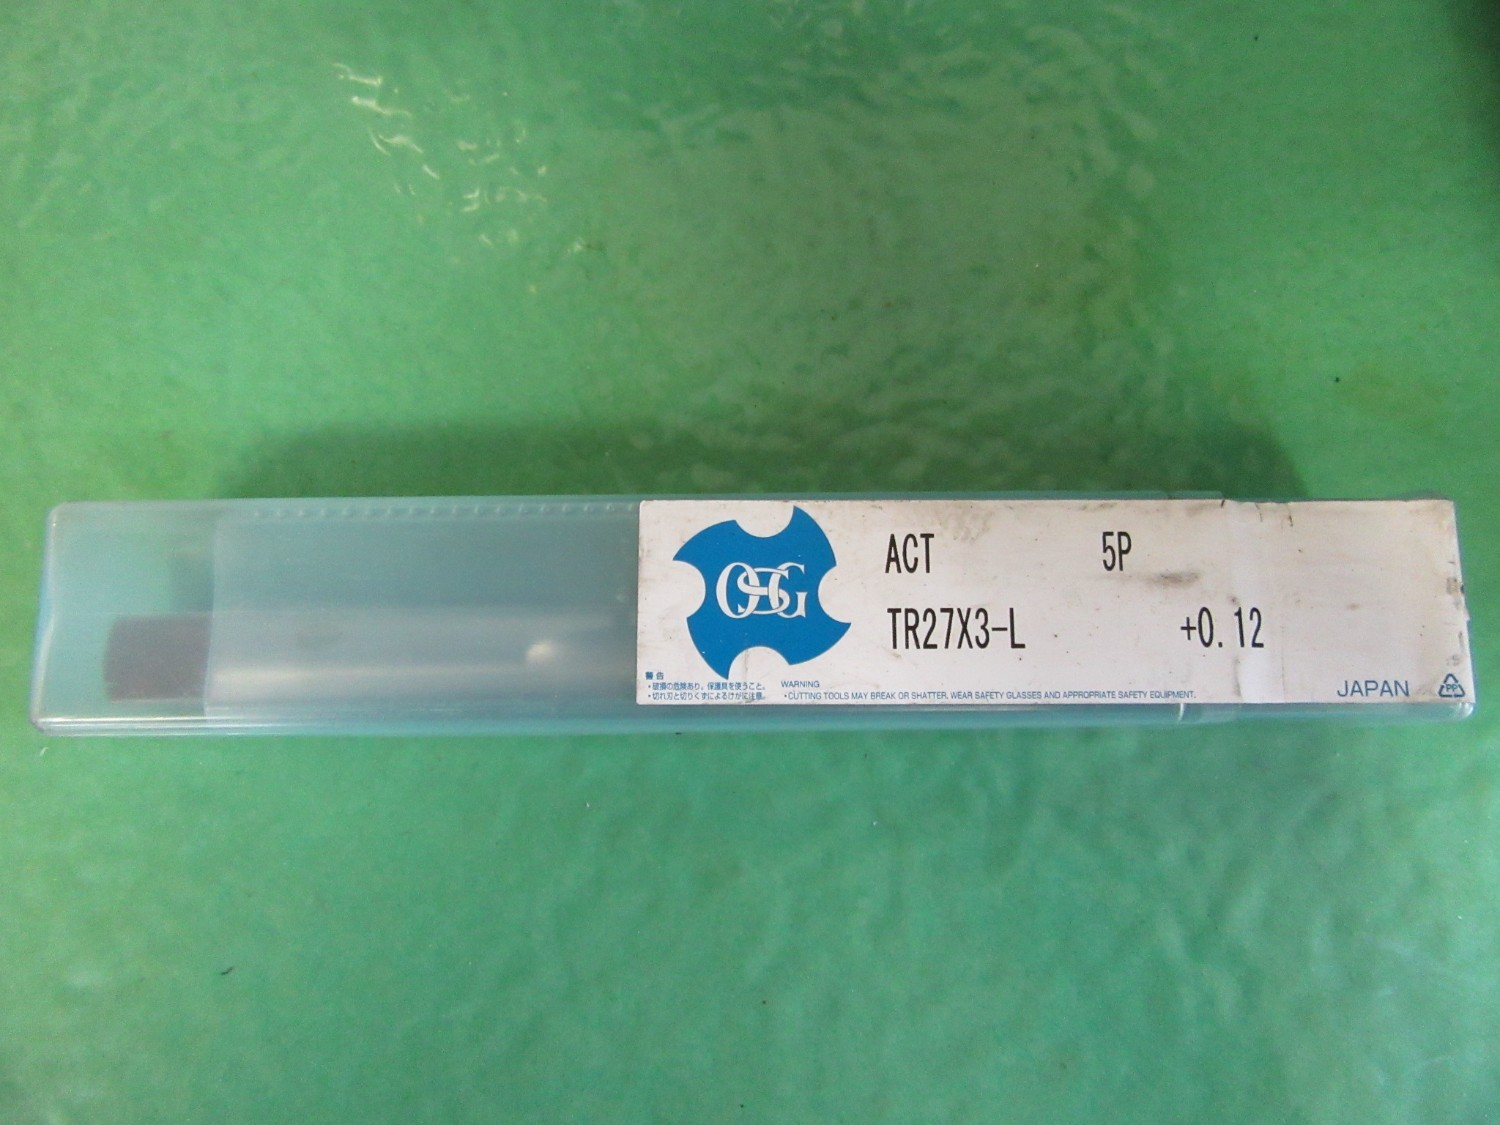 OSG
ACT 5P
TR27X3-L +0.12
警告
・破損の危険あり。保護具を使うこと。
・切れ刃と切りくずによるけがに注意。
WARNING
・CUTTING TOOLS MAY BREAK OR SHATTER, WEAR SAFETY GLASSES AND APPROPRIATE SAFETY EQUIPMENT.
JAPAN
PP